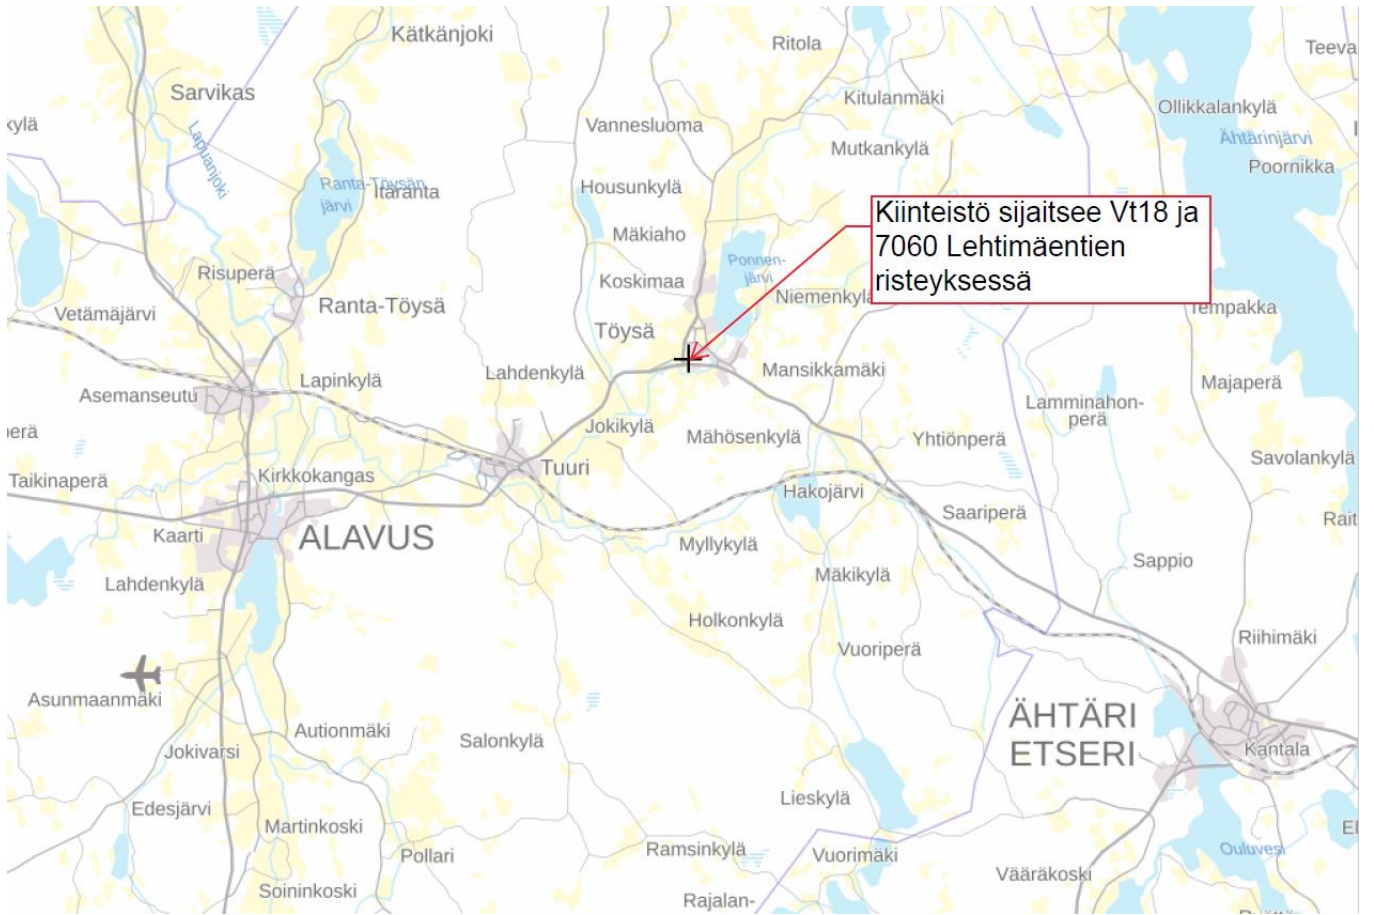 Kätkänjoki
Ritola
Teeva
Sarvikas
Kitulanmäki
Ollikkalankylä
kylä
Vannesluoma
Ähtärinjärvi
Lapuanjoki
Mutkankylä
Poornikka
Ranta-Töysän
järvi
Itäranta
Housunkylä
Kiinteistö sijaitsee Vt18 ja
7060 Lehtimäentien
risteyksessä
Mäkiaho
Ponnen-
järvi
Risuperä
Koskimaa
Niemenkylä
Ranta-Töysä
Vetämäjärvi
Töysä
Tempakka
Lahdenkylä
Lapinkylä
Mansikkamäki
Majaperä
Asemanseutu
Lamminahon-
perä
perä
Jokikylä
Mähösenkylä
Yhtiönperä
Savolankylä
Taikinaperä
Kirkkokangas
Tuuri
Hakojärvi
Saariperä
Rait
Kaarti
ALAVUS
Myllykylä
Sappio
Lahdenkylä
Mäkikylä
Holkonkylä
Riihimäki
Vuoriperä
Asunmaanmäki
ÄHTÄRI
ETSERI
Autionmäki
Salonkylä
Kantala
Jokivarsi
Lieskylä
Edesjärvi
Martinkoski
Pollari
Ramsinkylä
Vuorimäki
Ouluvesi
Vääräkoski
Soininkoski
Rajalan-